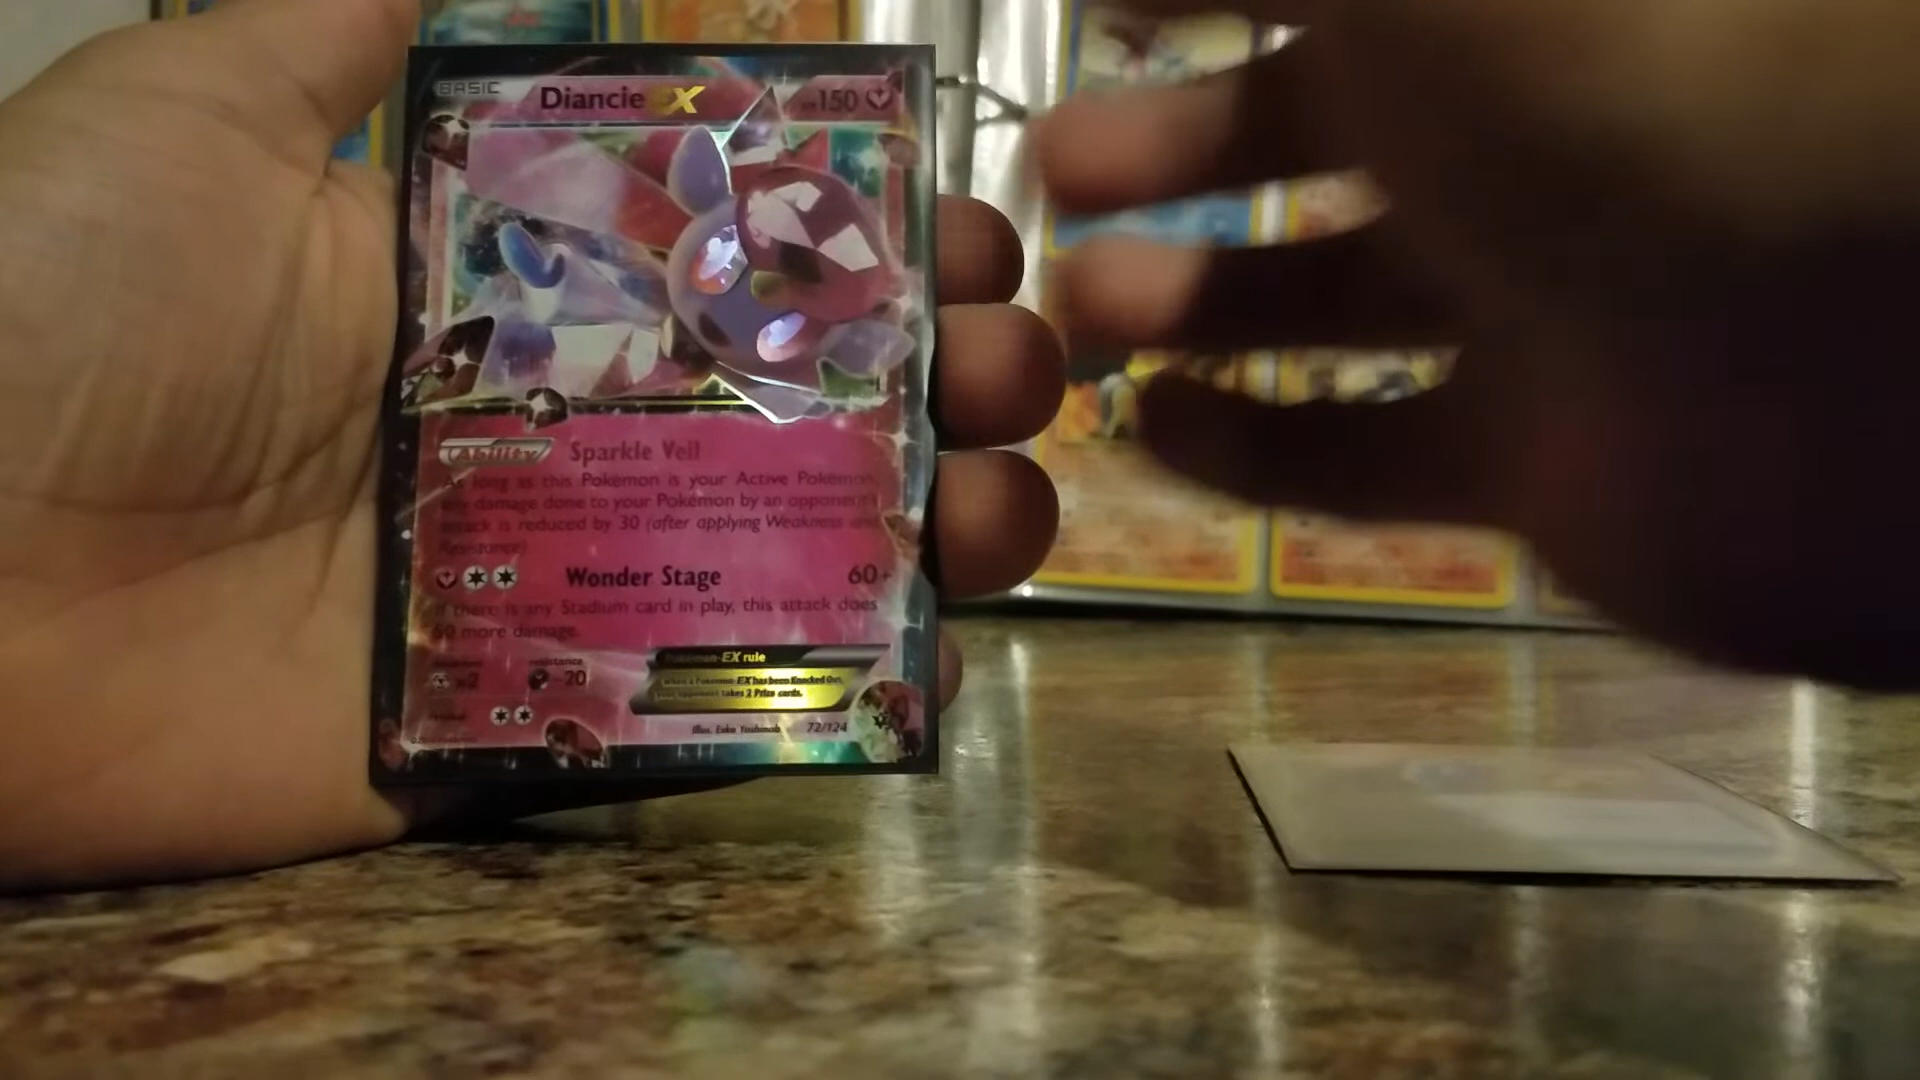 BASIC
Diancie EX
150
Ability Sparkle Veil
As long as this Pokémon is your Active Pokémon,
any damage done to your Pokémon by an opponent's
attack is reduced by 30 (after applying Weakness and
Resistance)
Wonder Stage 60+
If there is any Stadium card in play, this attack does
60 more damage.
resistance
×2 -20
Pokémon-EX rule
When a Pokémon-EX has been Knocked Out,
your opponent takes 2 Prize cards.
Illus. 72/124